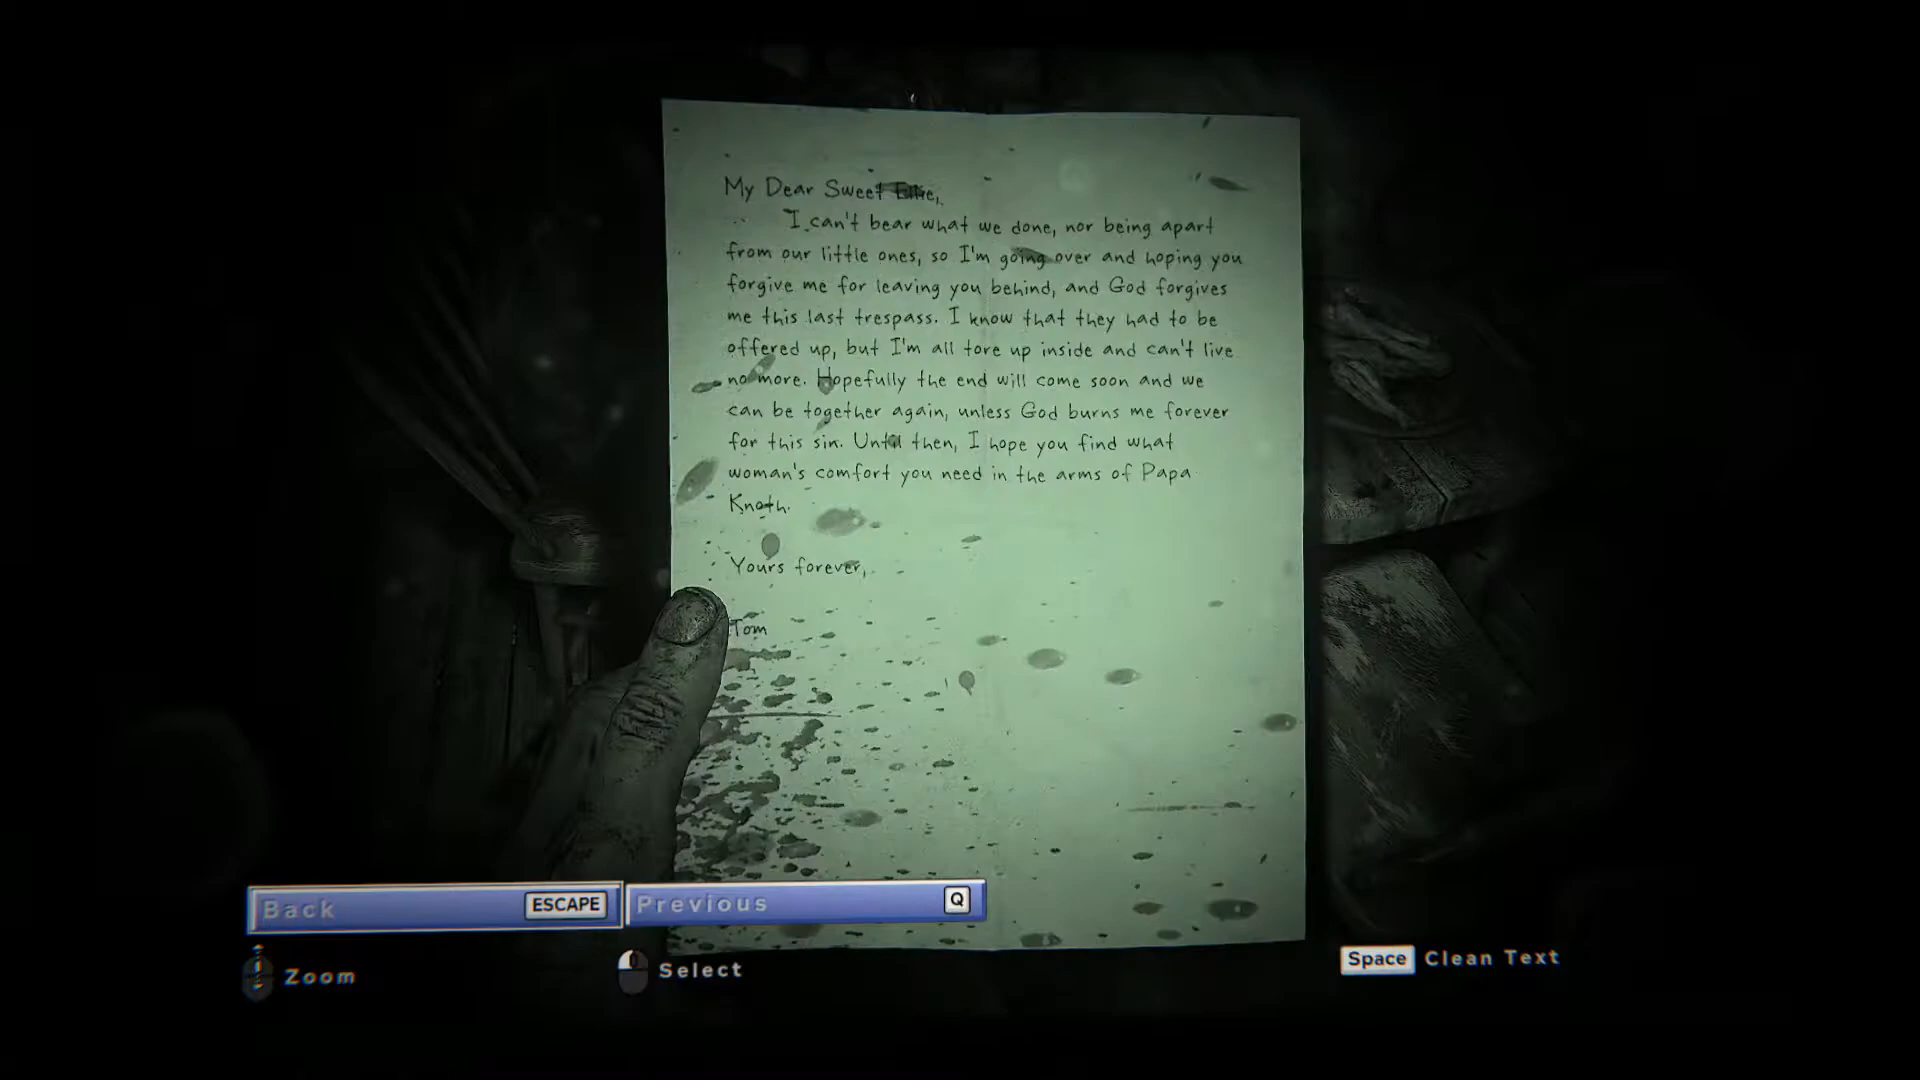 My Dear Sweet
I can't bear what we done, nor being apart
from our little ones, so I'm going over and hoping you
forgive me for leaving you behind, and God forgives
me this last trespass. I know that they had to be
offered up, but I'm all tore up inside and can't live
no more. Hopefully the end will come soon and we
can be together again, unless God burns me forever
for this sin. Until then, I hope you find what
woman's comfort you need in the arms of Papa
Knoth.
Yours forever,
Tom
Back ESCAPE Previous Q
Zoom Select Space Clean Text